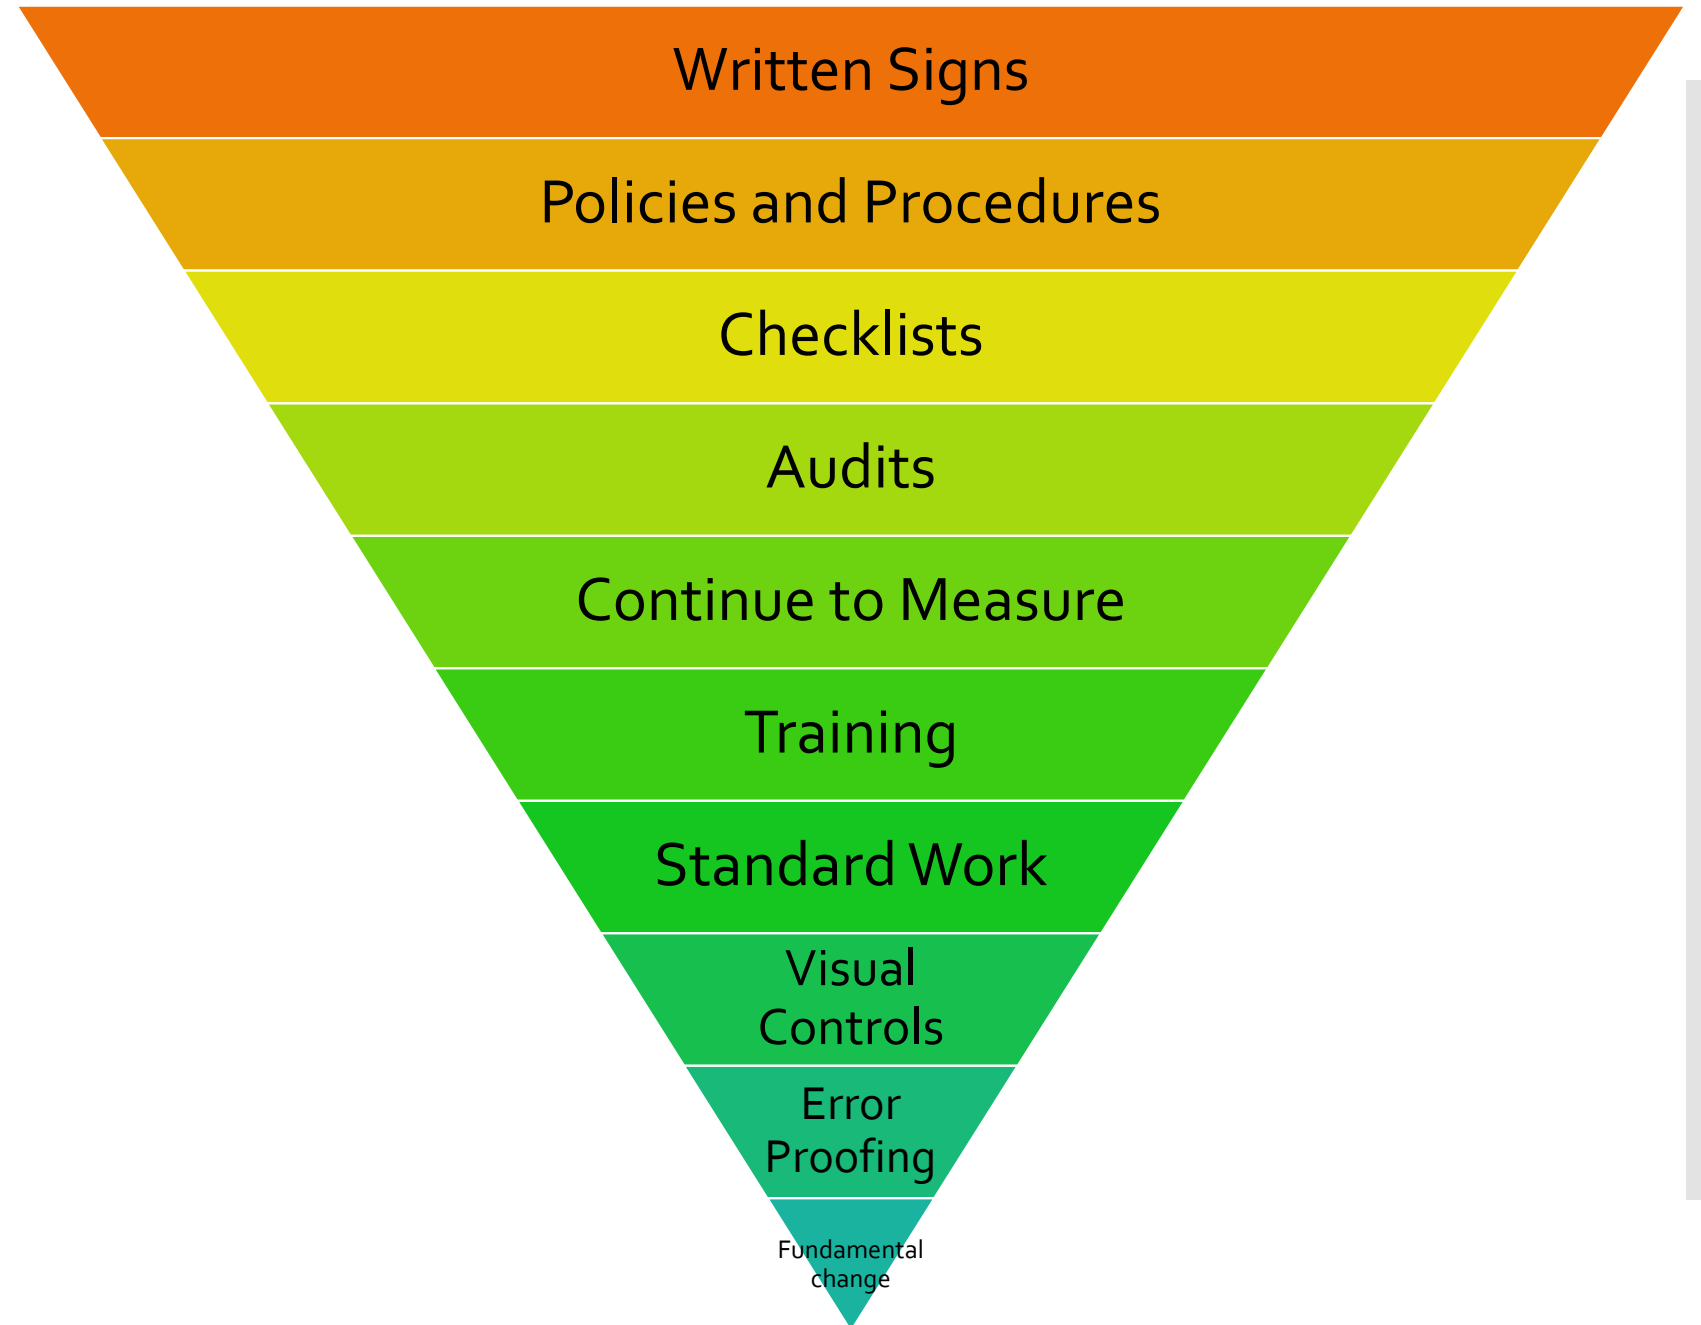 Written Signs
Policies and Procedures
Checklists
Audits
Continue to Measure
Training
Standard Work
Visual
Controls
Error
Proofing
Fundamental
change